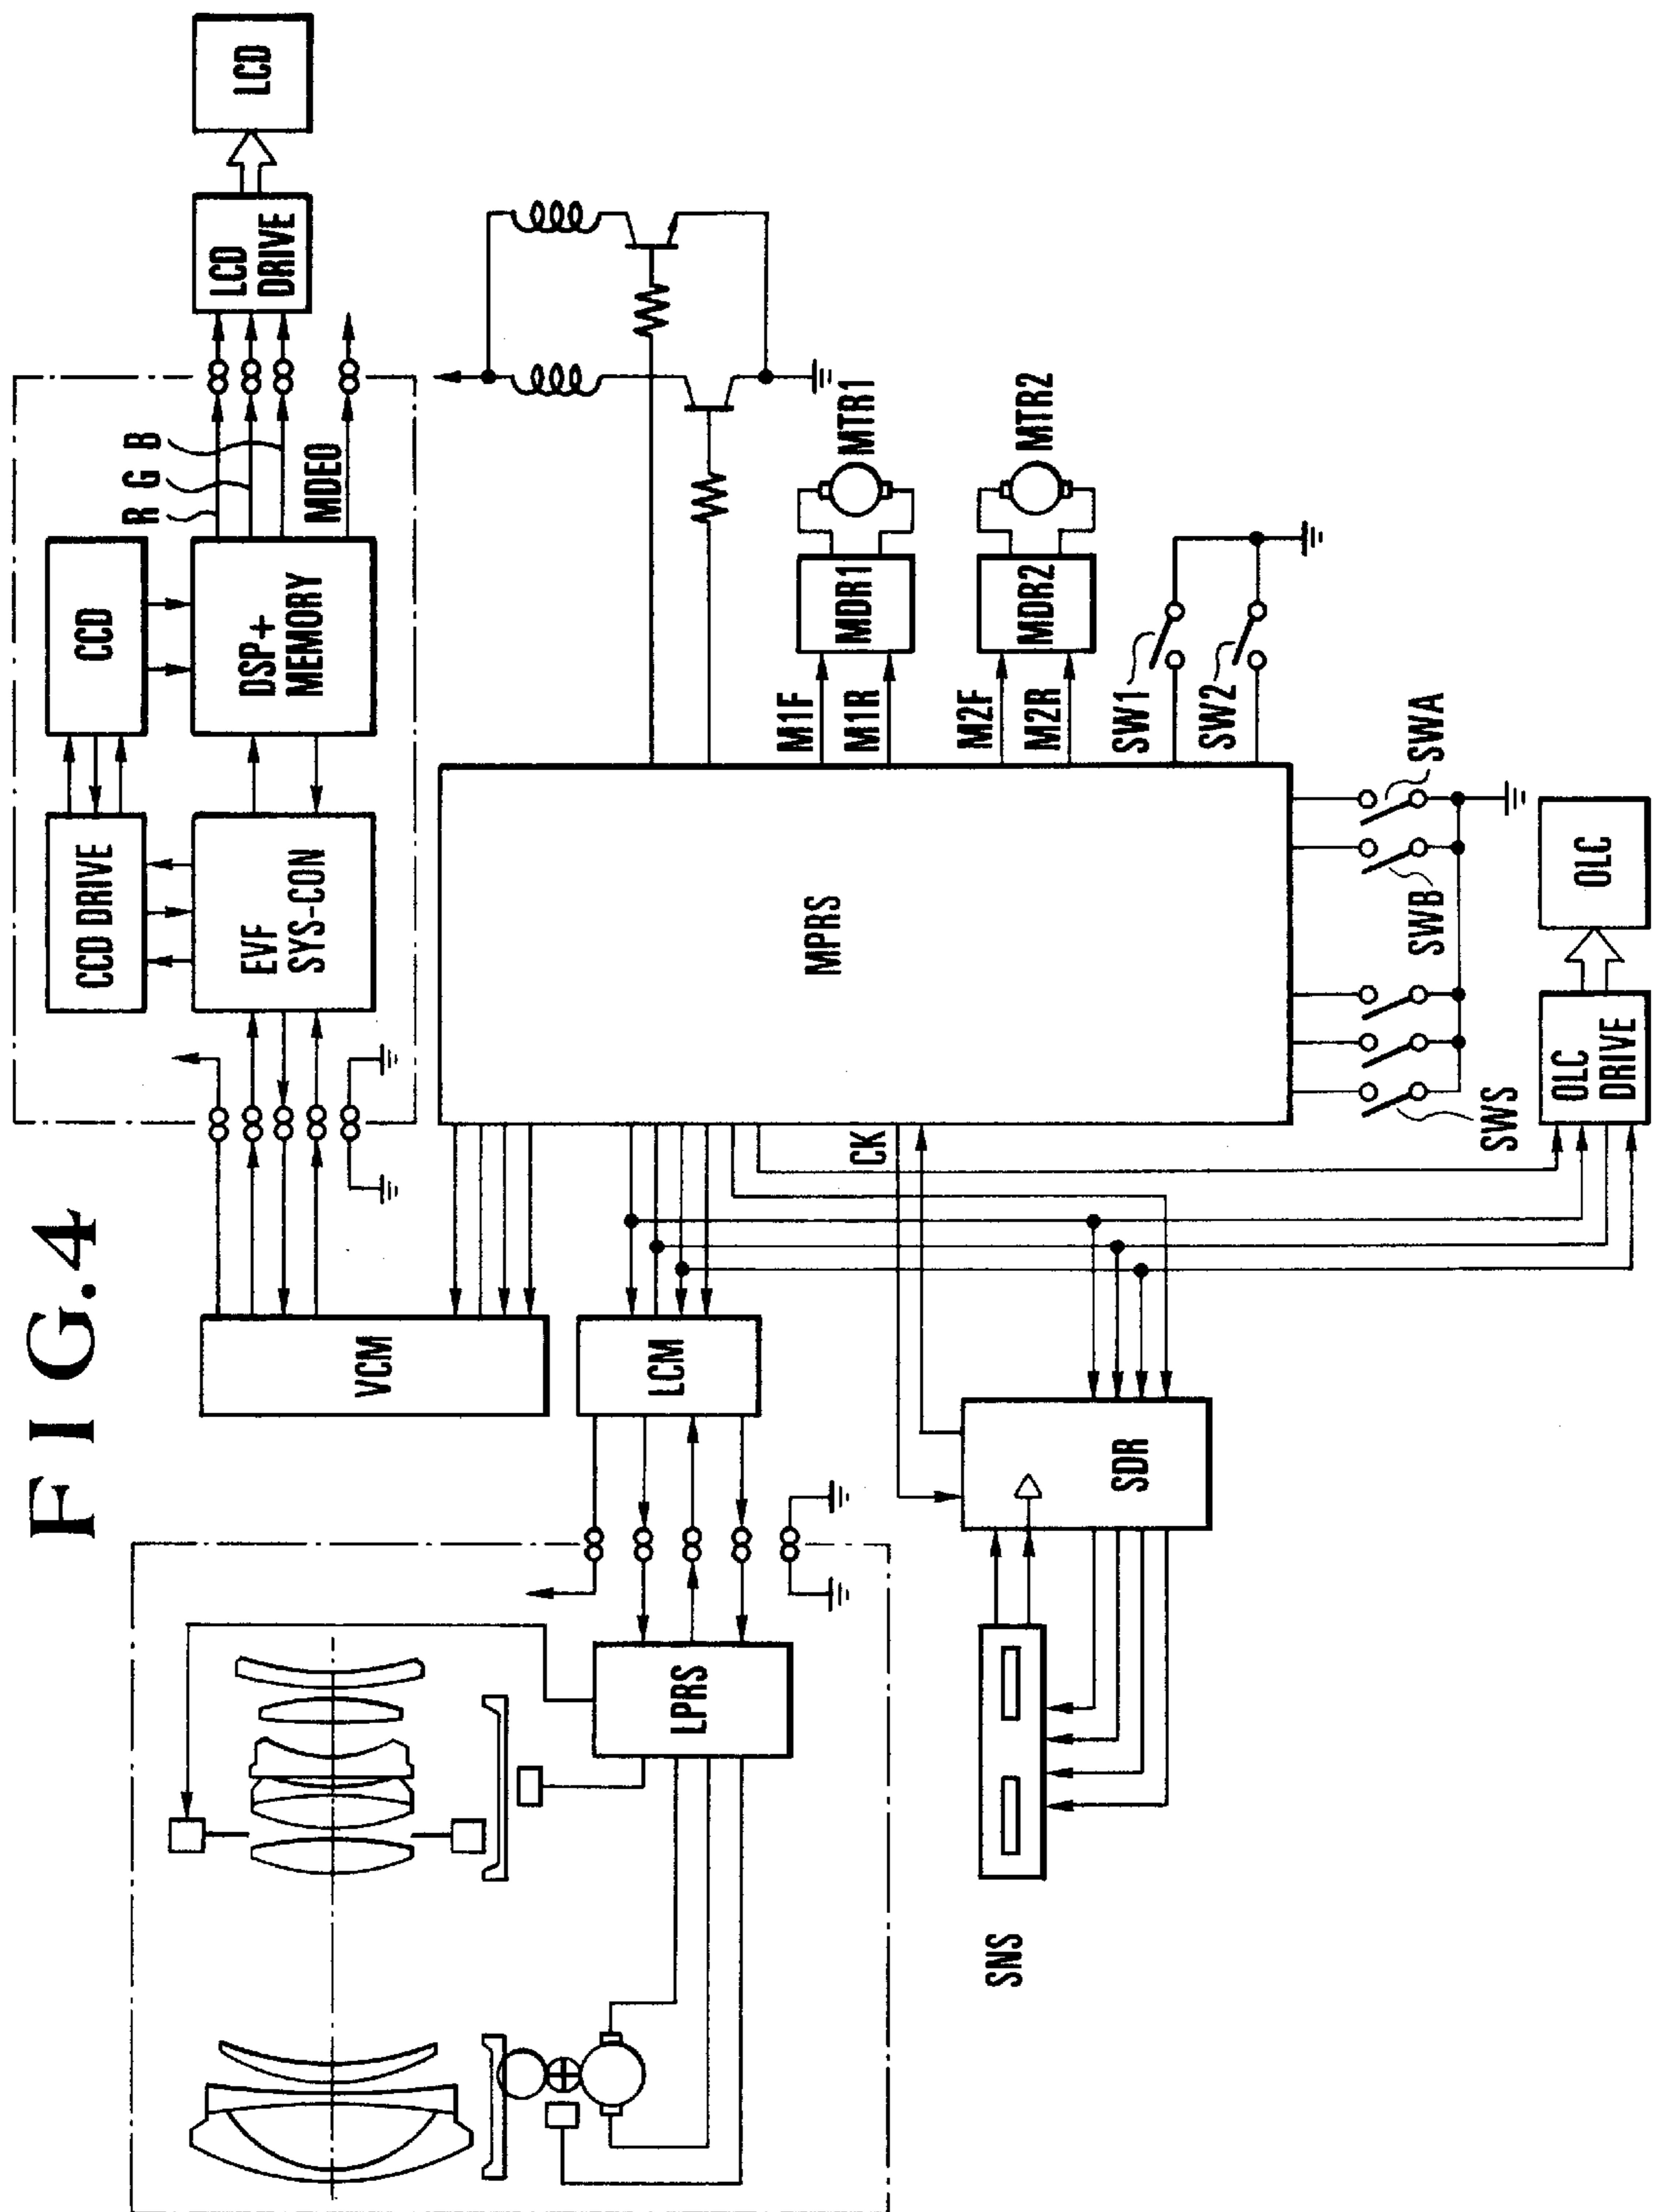 FIG.4
VCM
LCM
LPRS
SNS
SDR
CCD DRIVE
EVF
SYS-CON
CCD
DSP+
MEMORY
R
G
B
MDEO
LCD
DRIVE
LCD
MPRS
CK
M1F
M1R
M2F
M2R
MDR1
MTR1
MDR2
MTR2
SW1
SW2
SWS
SWB
SWA
OLC
DRIVE
OLC